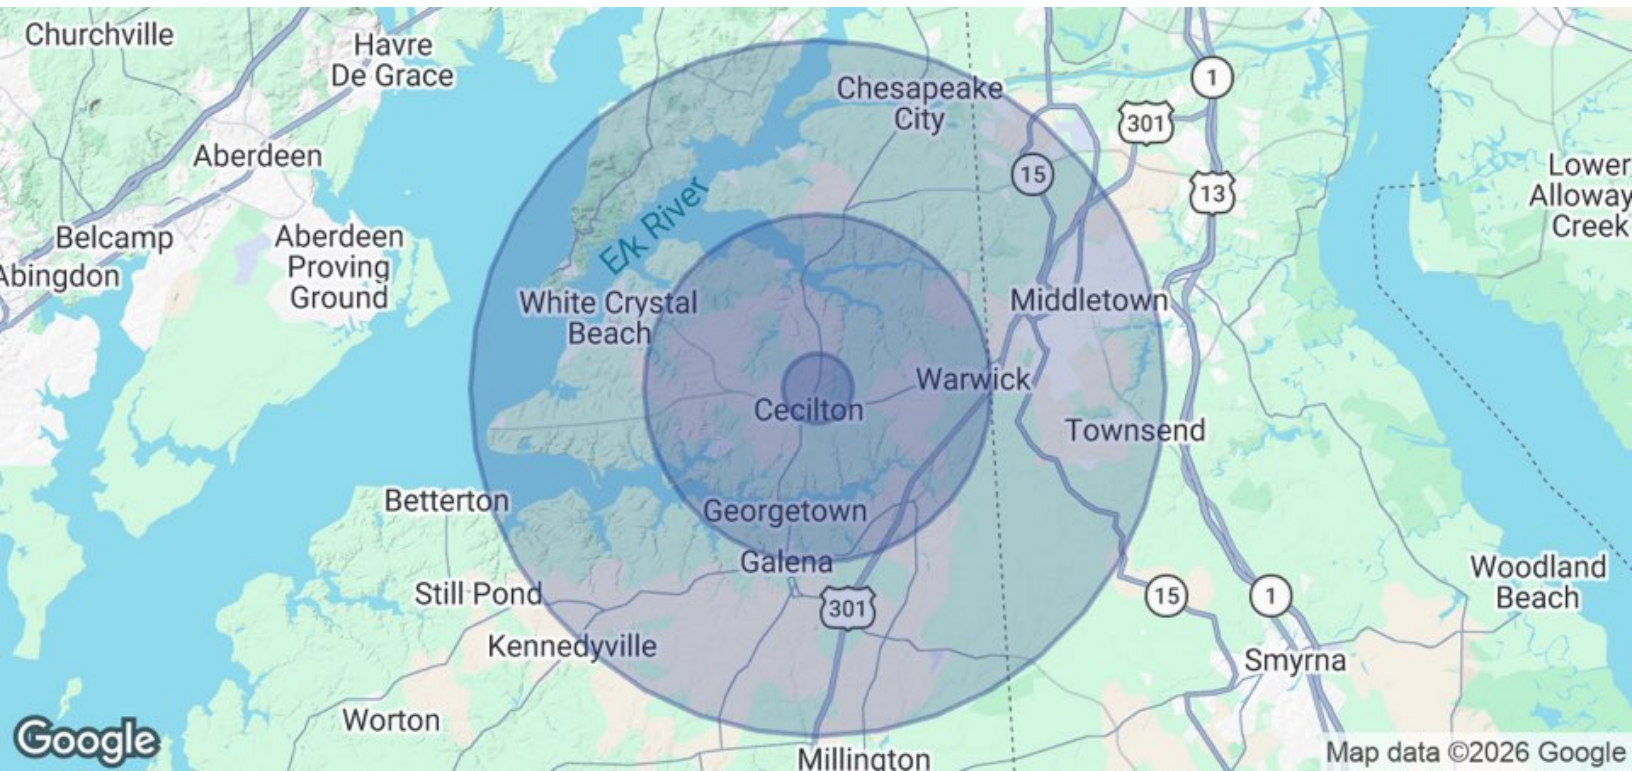 Churchville
Havre
De Grace
Chesapeake
City
1
301
Aberdeen
15
13
Lower
Alloway
Creek
Elk River
Belcamp
Aberdeen
Proving
Ground
Abingdon
White Crystal
Beach
Middletown
Warwick
Cecilton
Townsend
Betterton
Georgetown
Galena
Still Pond
301
15
1
Woodland
Beach
Kennedyville
Smyrna
Worton
Google
Millington
Map data ©2026 Google